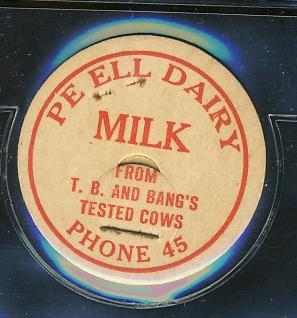 PE ELL DAIRY
MILK
FROM
T. B. AND BANG'S
TESTED COWS
PHONE 45